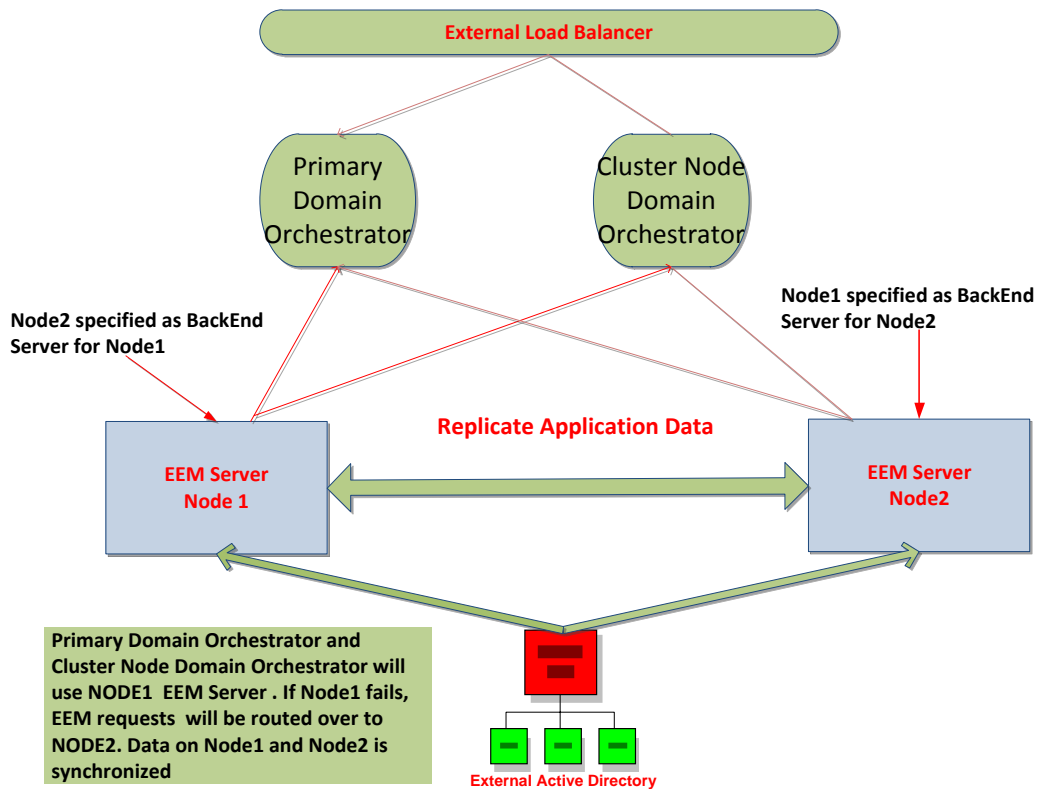 External Load Balancer
Primary
Domain
Orchestrator
Cluster Node
Domain
Orchestrator
Node2 specified as BackEnd
Server for Node1
Node1 specified as BackEnd
Server for Node2
Replicate Application Data
EEM Server
Node 1
EEM Server
Node2
Primary Domain Orchestrator and
Cluster Node Domain Orchestrator will
use NODE1 EEM Server . If Node1 fails,
EEM requests will be routed over to
NODE2. Data on Node1 and Node2 is
synchronized
External Active Directory